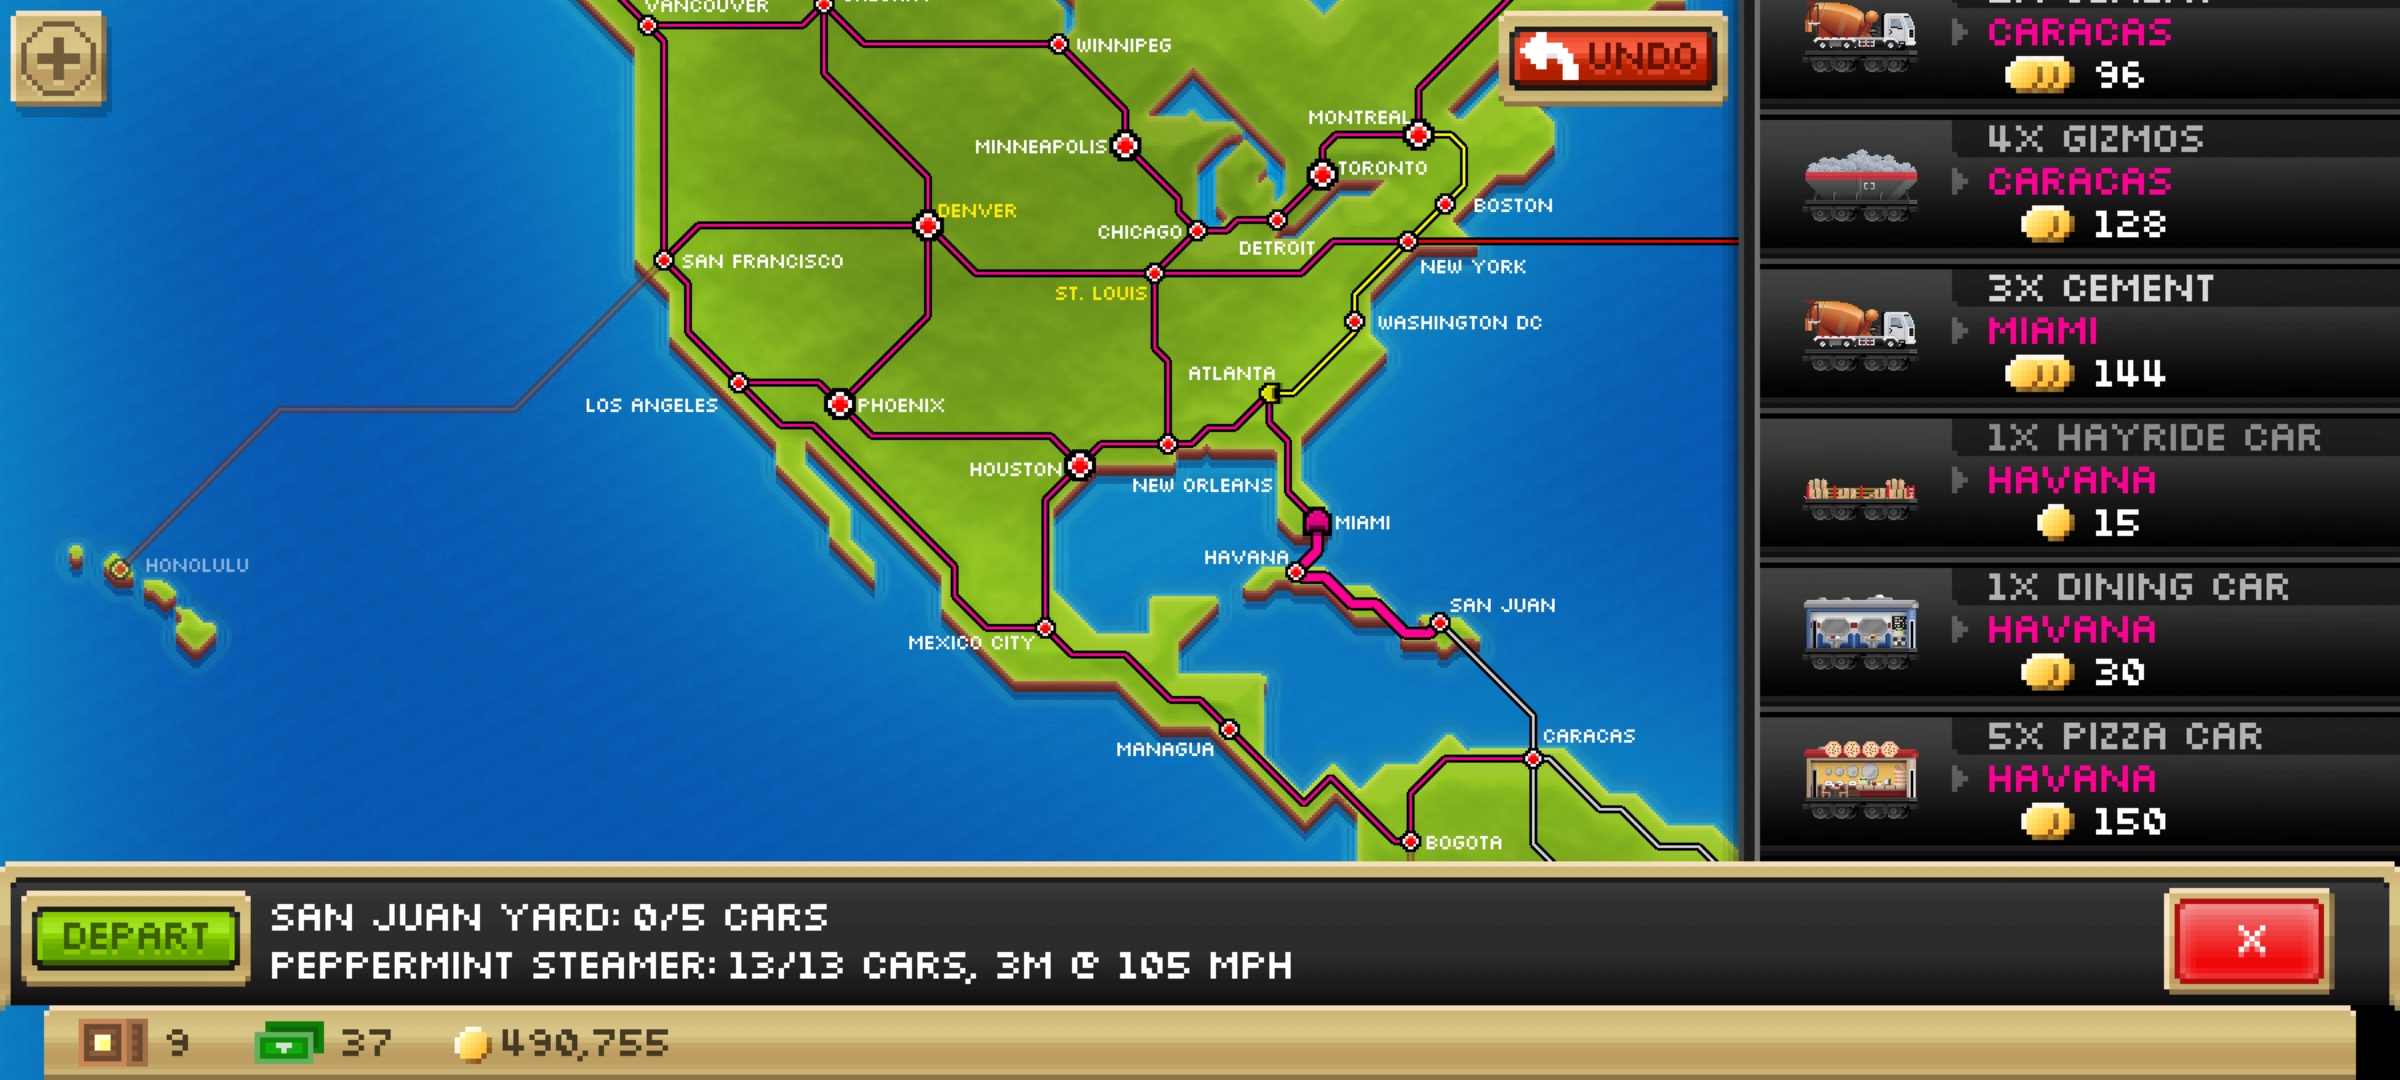 VANCOUVER
WINNIPEG
UNDO
MONTREAL
MINNEAPOLIS
TORONTO
DENVER
BOSTON
CHICAGO
DETROIT
SAN FRANCISCO
NEW YORK
ST. LOUIS
WASHINGTON DC
ATLANTA
LOS ANGELES
PHOENIX
HOUSTON
NEW ORLEANS
MIAMI
HAVANA
HONOLULU
SAN JUAN
MEXICO CITY
CARACAS
MANAGUA
BOGOTA
CARACAS
96
4X GIZMOS
CARACAS
128
3X CEMENT
MIAMI
144
1X HAYRIDE CAR
HAVANA
15
1X DINING CAR
HAVANA
30
5X PIZZA CAR
HAVANA
150
DEPART
SAN JUAN YARD: 0/5 CARS
PEPPERMINT STEAMER: 13/13 CARS, 3M @ 105 MPH
X
9
37
490,755